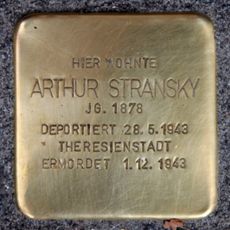 HIER WOHNTE
ARTHUR STRANSKY
JG. 1878
DEPORTIERT 28.5.1943
THERESIENSTADT
ERMORDET 1.12.1943